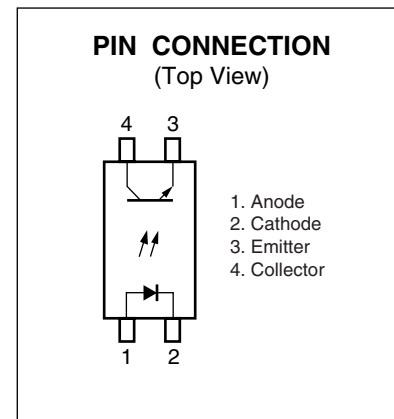 PIN CONNECTION
(Top View)
4 3
1. Anode
2. Cathode
3. Emitter
4. Collector
1 2